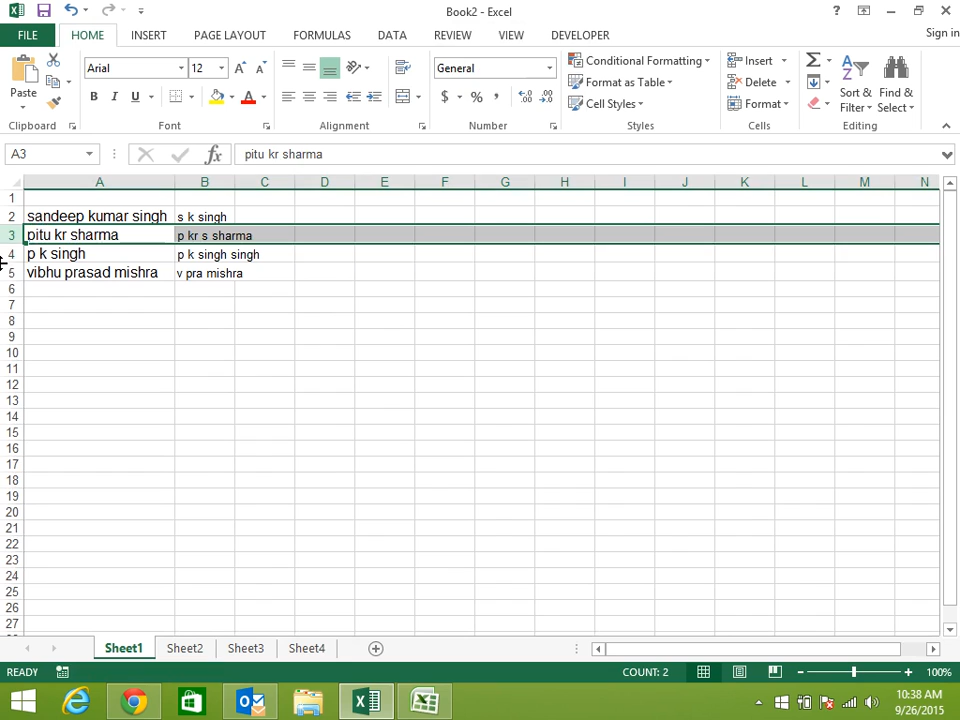 Book2 - Excel
?
Sign in
FILE HOME INSERT PAGE LAYOUT FORMULAS DATA REVIEW VIEW DEVELOPER
Paste
Arial 12
B I U
General
$ % ,
Conditional Formatting
Format as Table
Cell Styles
Insert
Delete
Format
Sort & Filter
Find & Select
Clipboard Font Alignment Number Styles Cells Editing
A3 fx pitu kr sharma
A B C D E F G H I J K L M N
1
2 sandeep kumar singh s k singh
3 pitu kr sharma p kr s sharma
4 p k singh p k singh singh
5 vibhu prasad mishra v pra mishra
6
7
8
9
10
11
12
13
14
15
16
17
18
19
20
21
22
23
24
25
26
27
Sheet1 Sheet2 Sheet3 Sheet4
READY COUNT: 2 100%
10:38 AM
9/26/2015